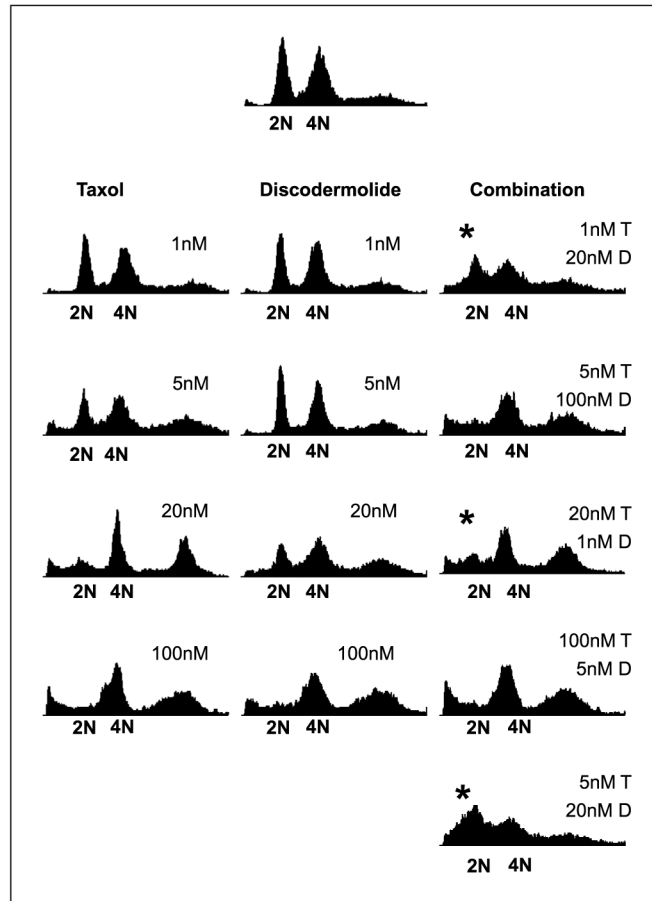 2N 4N
Taxol Discodermolide Combination
1nM 1nM * 1nM T
20nM D
2N 4N 2N 4N 2N 4N
5nM 5nM 5nM T
100nM D
2N 4N 2N 4N 2N 4N
20nM 20nM * 20nM T
1nM D
2N 4N 2N 4N 2N 4N
100nM 100nM 100nM T
5nM D
2N 4N 2N 4N 2N 4N
* 5nM T
20nM D
2N 4N